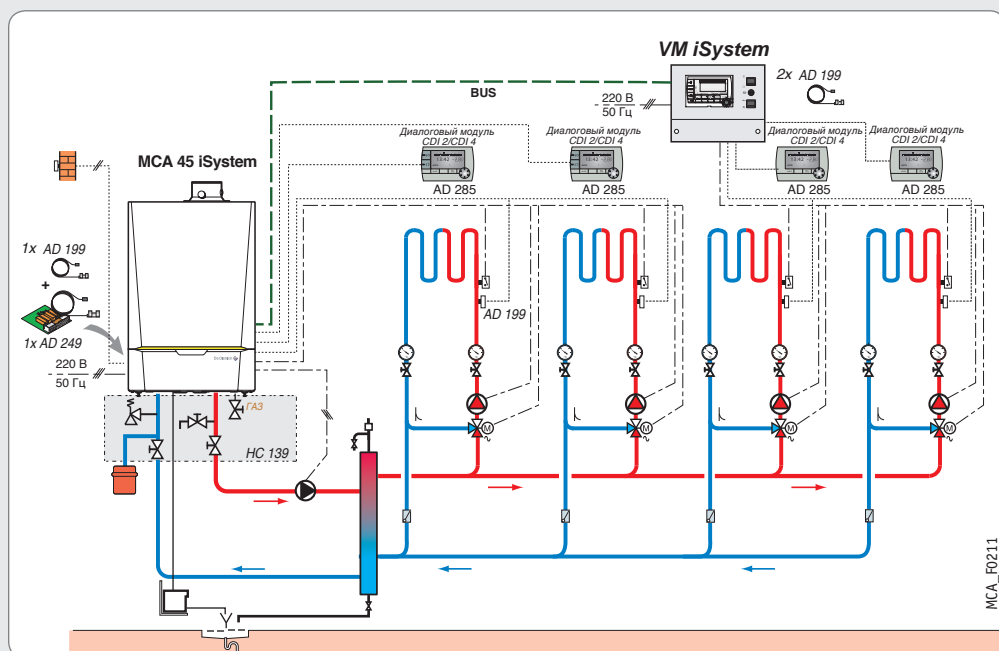 VM iSystem
2x AD 199
BUS
220 В
50 Гц
Диалоговый модуль
CDI 2/CDI 4
AD 285
Диалоговый модуль
CDI 2/CDI 4
AD 285
Диалоговый модуль
CDI 2/CDI 4
AD 285
Диалоговый модуль
CDI 2/CDI 4
AD 285
MCA 45 iSystem
1x AD 199
+
1x AD 249
220 В
50 Гц
AD 199
ГАЗ
HC 139
M
M
M
M
MCA_F0211